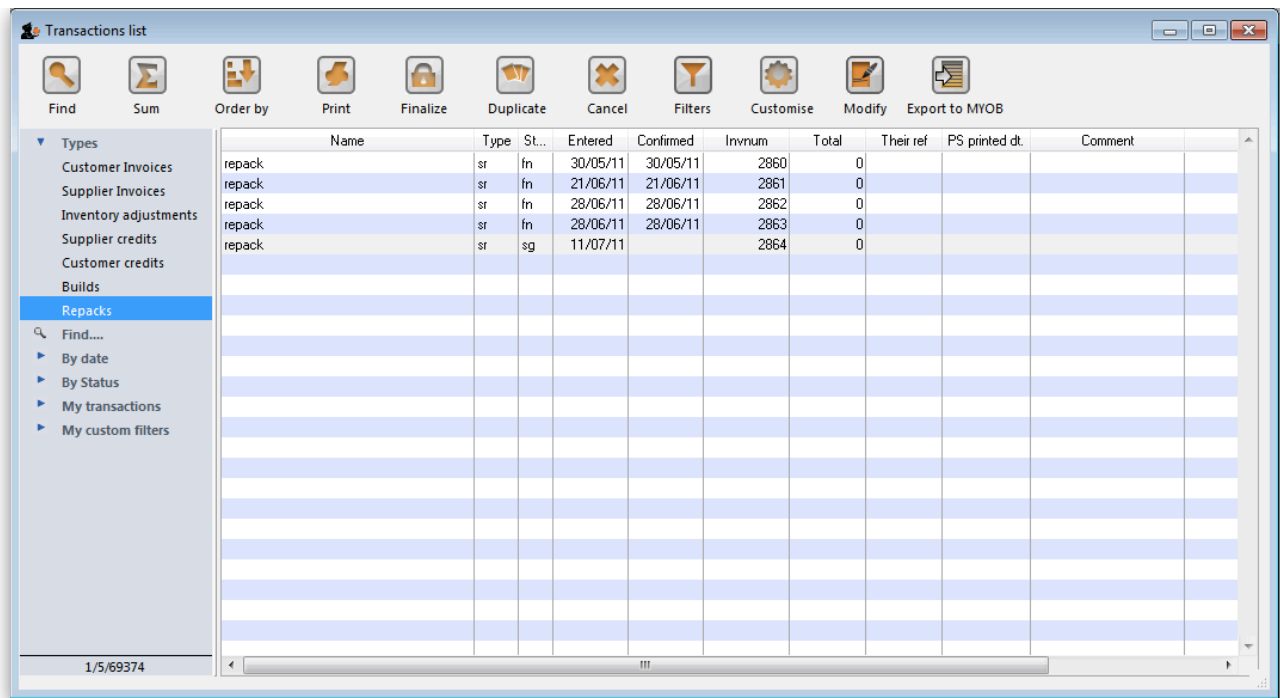 Transactions list
Find Sum Order by Print Finalize Duplicate Cancel Filters Customise Modify Export to MYOB
Types
Customer Invoices
Supplier Invoices
Inventory adjustments
Supplier credits
Customer credits
Builds
Repacks
Find....
By date
By Status
My transactions
My custom filters
1/5/69374
Name Type St... Entered Confirmed Invnum Total Their ref PS printed dt. Comment
repack sr fn 30/05/11 30/05/11 2860 0
repack sr fn 21/06/11 21/06/11 2861 0
repack sr fn 28/06/11 28/06/11 2862 0
repack sr fn 28/06/11 28/06/11 2863 0
repack sr sg 11/07/11 2864 0